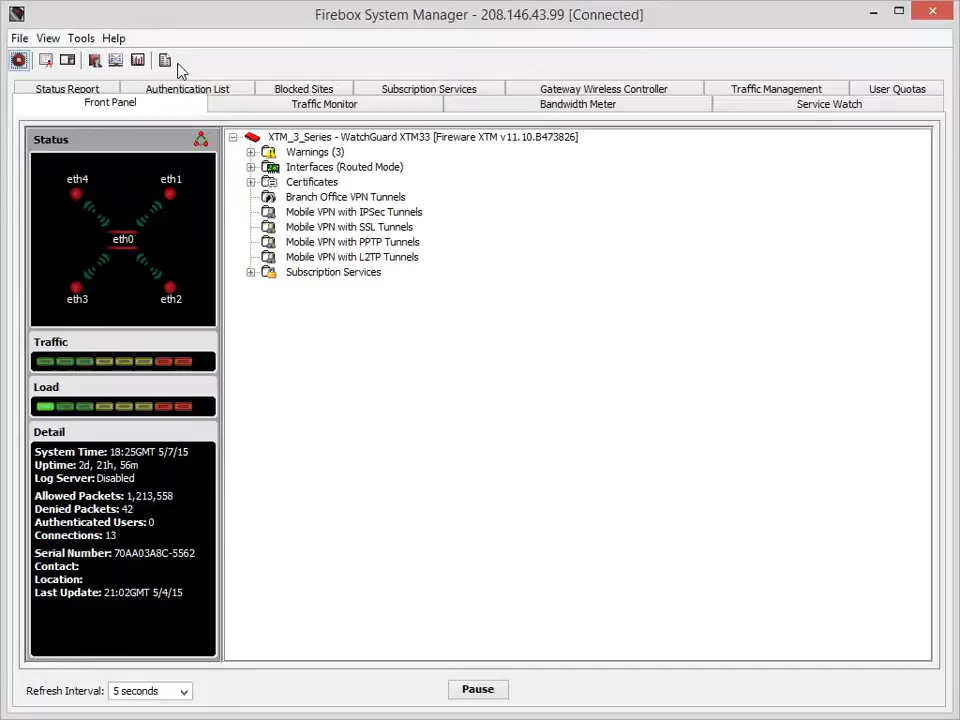 Firebox System Manager - 208.146.43.99 [Connected]
File View Tools Help
Status Report Authentication List Blocked Sites Subscription Services Gateway Wireless Controller Traffic Management User Quotas
Front Panel Traffic Monitor Bandwidth Meter Service Watch
Status
eth4 eth1
eth0
eth3 eth2
Traffic
Load
Detail
System Time: 18:25GMT 5/7/15
Uptime: 2d, 21h, 56m
Log Server: Disabled
Allowed Packets: 1,213,558
Denied Packets: 42
Authenticated Users: 0
Connections: 13
Serial Number: 70AA03A8C-5562
Contact:
Location:
Last Update: 21:02GMT 5/4/15
XTM_3_Series - WatchGuard XTM33 [Fireware XTM v11.10.B473826]
Warnings (3)
Interfaces (Routed Mode)
Certificates
Branch Office VPN Tunnels
Mobile VPN with IPSec Tunnels
Mobile VPN with SSL Tunnels
Mobile VPN with PPTP Tunnels
Mobile VPN with L2TP Tunnels
Subscription Services
Refresh Interval: 5 seconds
Pause